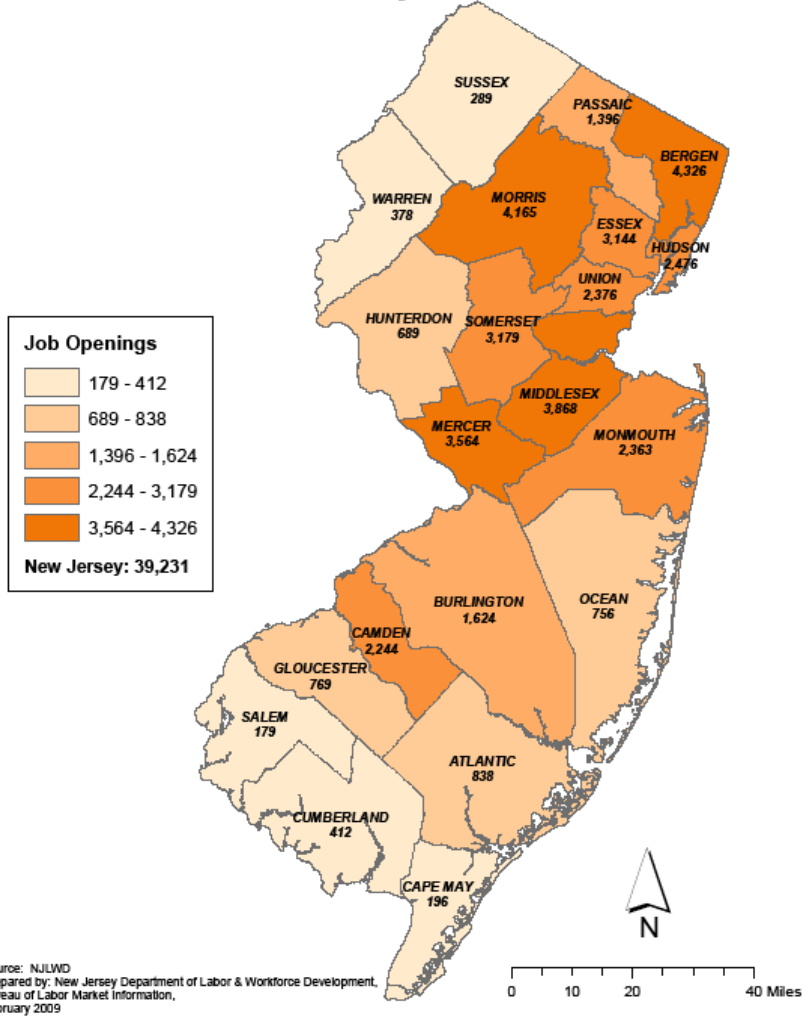 SUSSEX
289
PASSAIC
1,396
BERGEN
4,326
WARREN
378
MORRIS
4,165
ESSEX
3,144
HUDSON
2,476
UNION
2,376
HUNTERDON
689
SOMERSET
3,179
MIDDLESEX
3,868
MERCER
3,564
MONMOUTH
2,363
Job Openings
179 - 412
689 - 838
1,396 - 1,624
2,244 - 3,179
3,564 - 4,326
New Jersey: 39,231
OCEAN
756
BURLINGTON
1,624
CAMDEN
2,244
GLOUCESTER
769
SALEM
179
ATLANTIC
838
CUMBERLAND
412
CAPE MAY
196
N
0 10 20 40 Miles
urce: NJLWD
epared by: New Jersey Department of Labor & Workforce Development,
reau of Labor Market Information,
bruary 2009